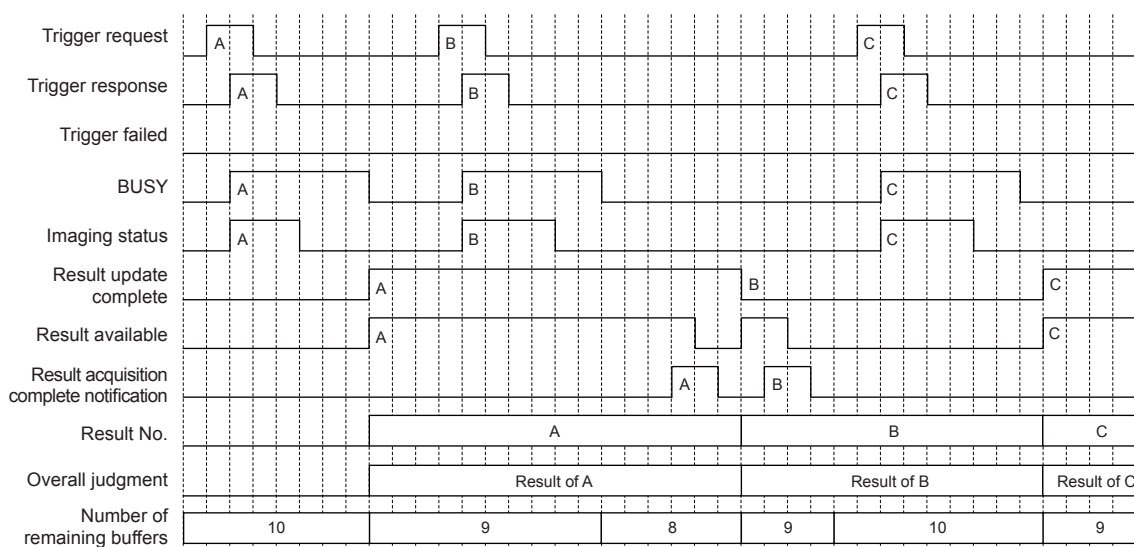 Trigger request
A
B
C
Trigger response
A
B
C
Trigger failed
BUSY
A
B
C
Imaging status
A
B
C
Result update
complete
A
B
C
Result available
A
C
Result acquisition
complete notification
A
B
Result No.
A
B
C
Overall judgment
Result of A
Result of B
Result of C
Number of
remaining buffers
10
9
8
9
10
9